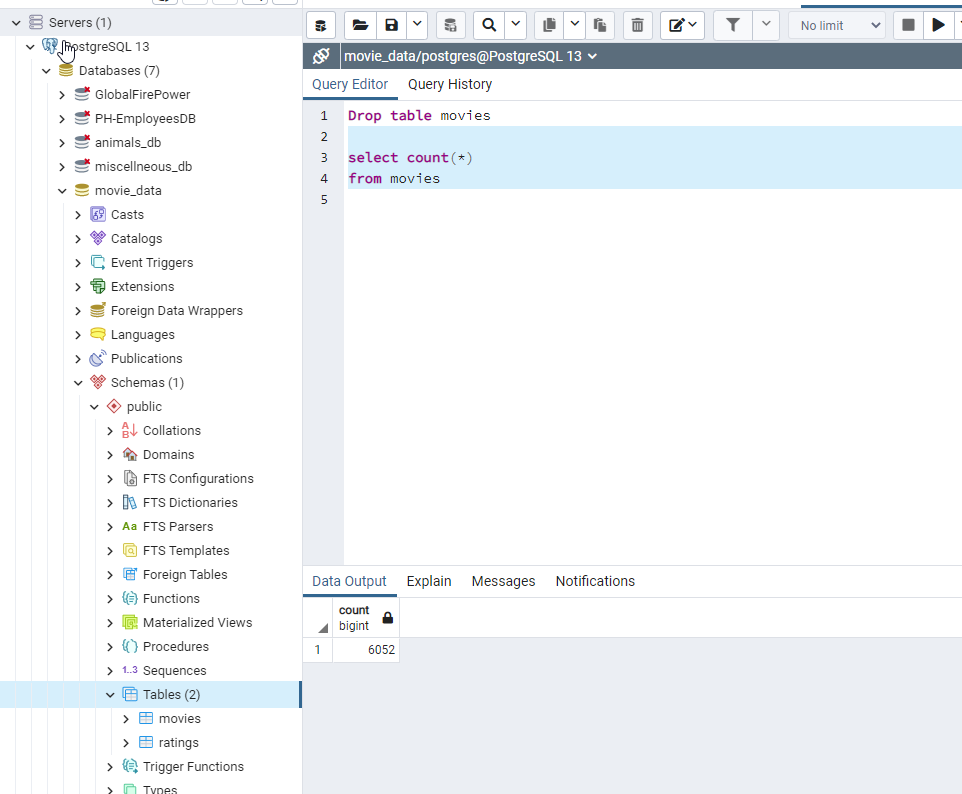 Servers (1)
PostgreSQL 13
Databases (7)
GlobalFirePower
PH-EmployeesDB
animals_db
miscellneous_db
movie_data
Casts
Catalogs
Event Triggers
Extensions
Foreign Data Wrappers
Languages
Publications
Schemas (1)
public
Collations
Domains
FTS Configurations
FTS Dictionaries
Aa FTS Parsers
FTS Templates
Foreign Tables
Functions
Materialized Views
Procedures
1..3 Sequences
Tables (2)
movies
ratings
Trigger Functions
Types
No limit
movie_data/postgres@PostgreSQL 13
Query Editor Query History
1 Drop table movies
2
3 select count(*)
4 from movies
5
Data Output Explain Messages Notifications
count
bigint
1 6052